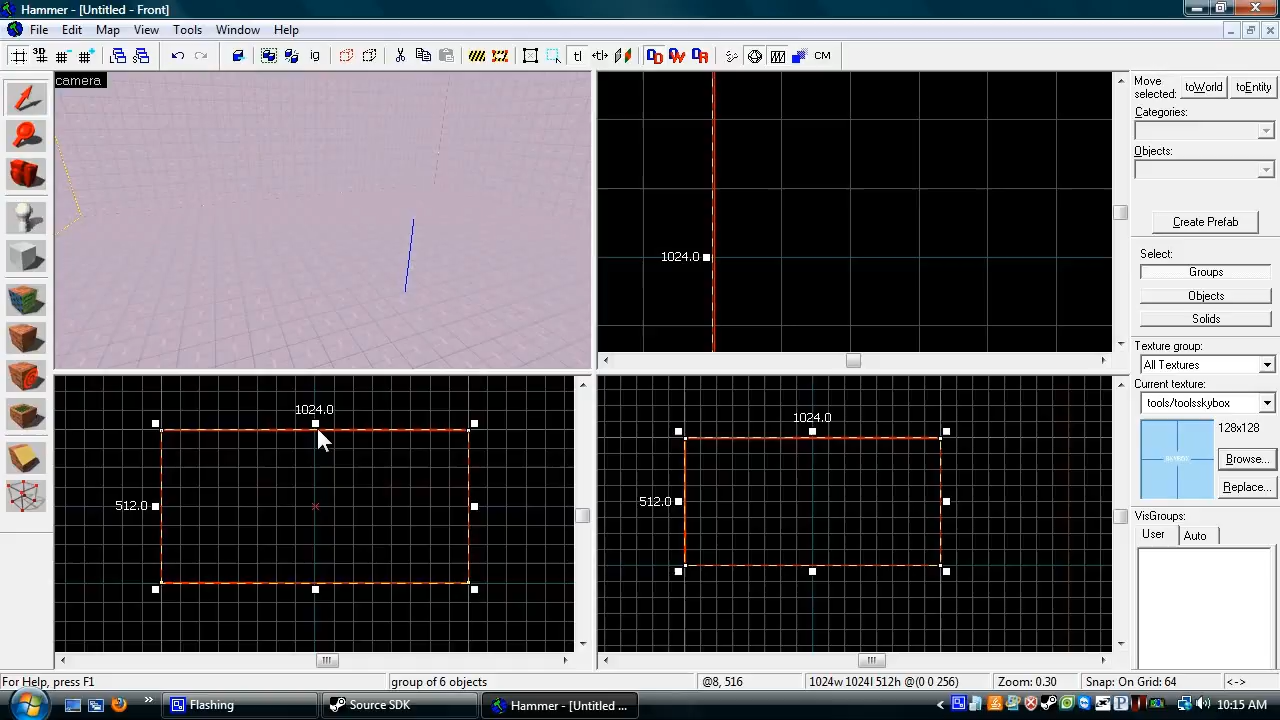 Hammer - [Untitled - Front]
File Edit Map View Tools Window Help
3D ig tl CM
camera
1024.0
1024.0
512.0
1024.0
512.0
Move selected:
toWorld
toEntity
Categories:
Objects:
Create Prefab
Select:
Groups
Objects
Solids
Texture group:
All Textures
Current texture:
tools/toolsskybox
128x128
Browse...
Replace...
VisGroups:
User
Auto
For Help, press F1
group of 6 objects
@8, 516
1024w 1024l 512h @(0 0 256)
Zoom: 0.30
Snap: On Grid: 64
<->
Flashing
Source SDK
Hammer - [Untitled ...
10:15 AM